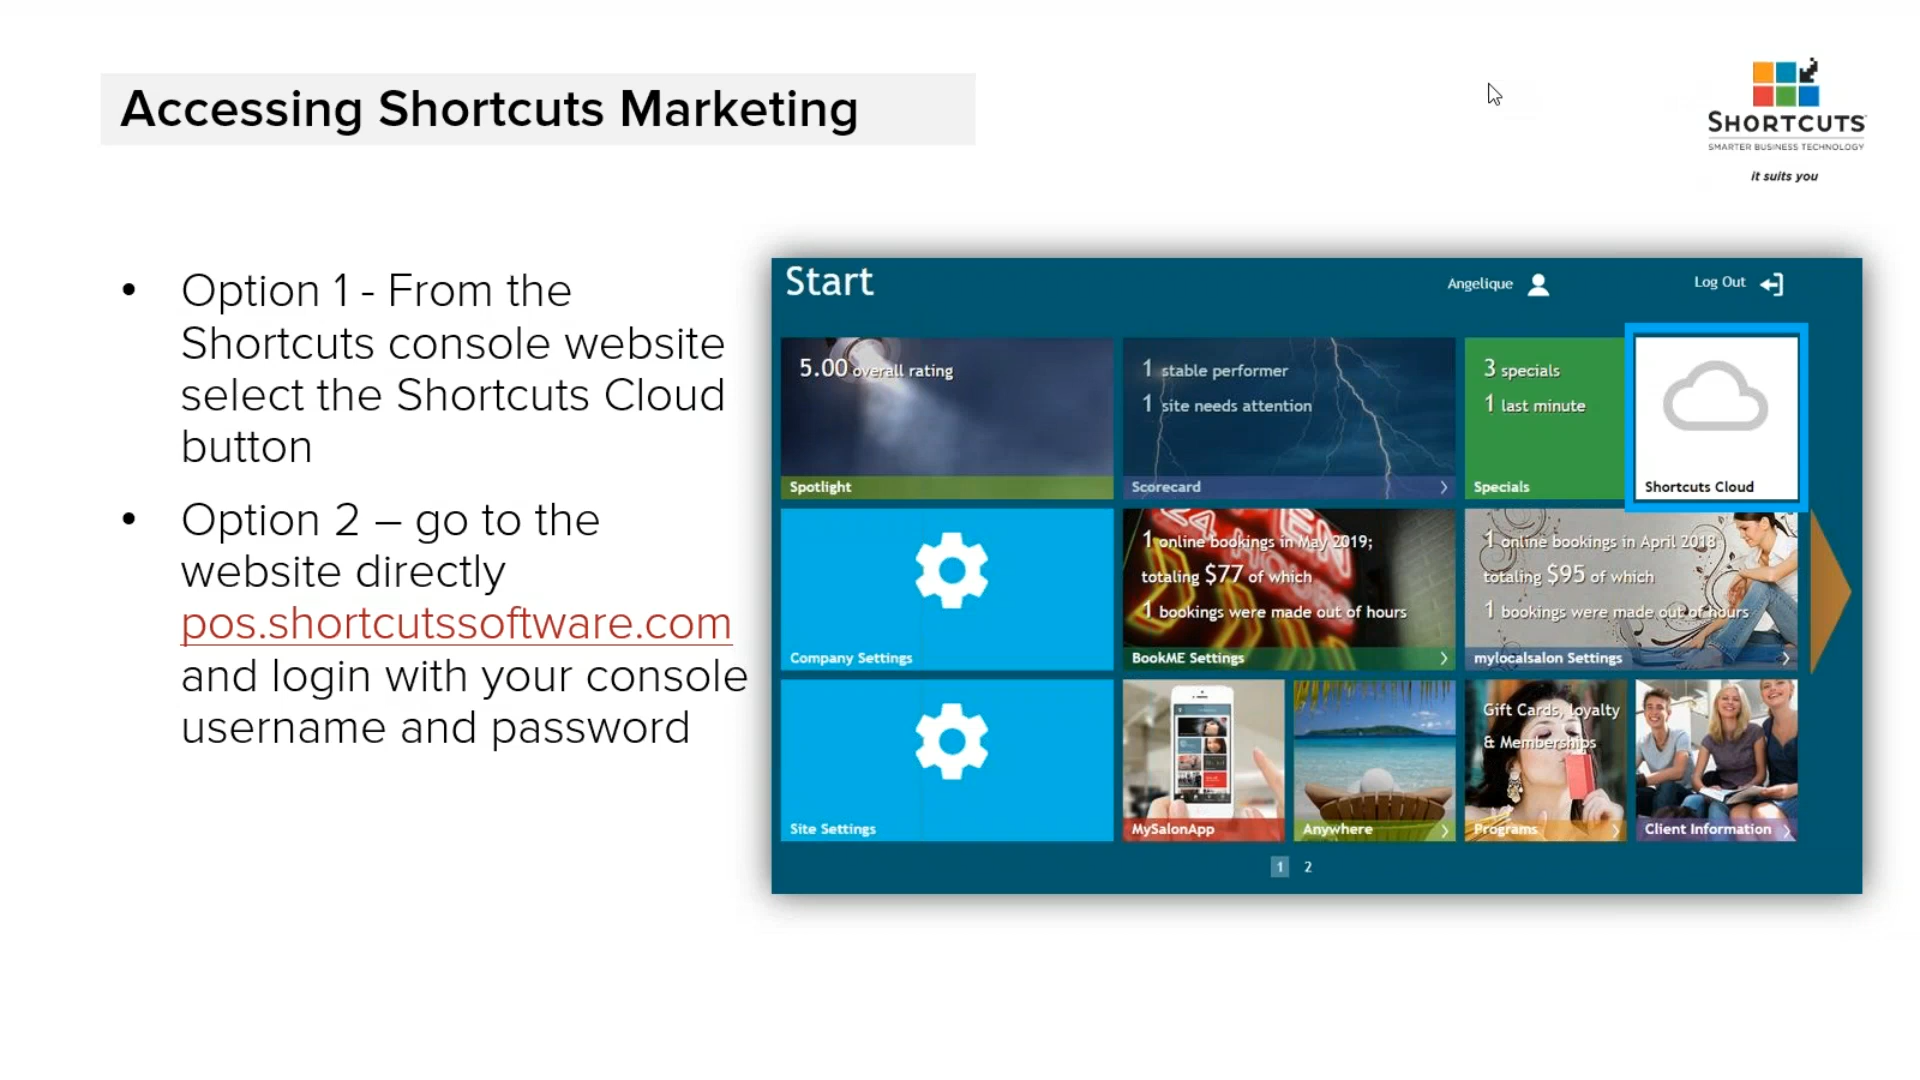 Accessing Shortcuts Marketing
SHORTCUTS
SMARTER BUSINESS TECHNOLOGY
it suits you
• Option 1 - From the
Shortcuts console website
select the Shortcuts Cloud
button
• Option 2 – go to the
website directly
pos.shortcutssoftware.com
and login with your console
username and password
Start
Angelique
Log Out
5.00 overall rating
Spotlight
1 stable performer
1 site needs attention
Scorecard
3 specials
1 last minute
Specials
Shortcuts Cloud
Company Settings
1 online bookings in May 2019;
totaling $77 of which
1 bookings were made out of hours
BookME Settings
1 online bookings in April 2018
totaling $95 of which
1 bookings were made out of hours
mylocalsalon Settings
Site Settings
MySalonApp
Anywhere
Gift Cards, loyalty
& Memberships
Programs
Client Information
1 2